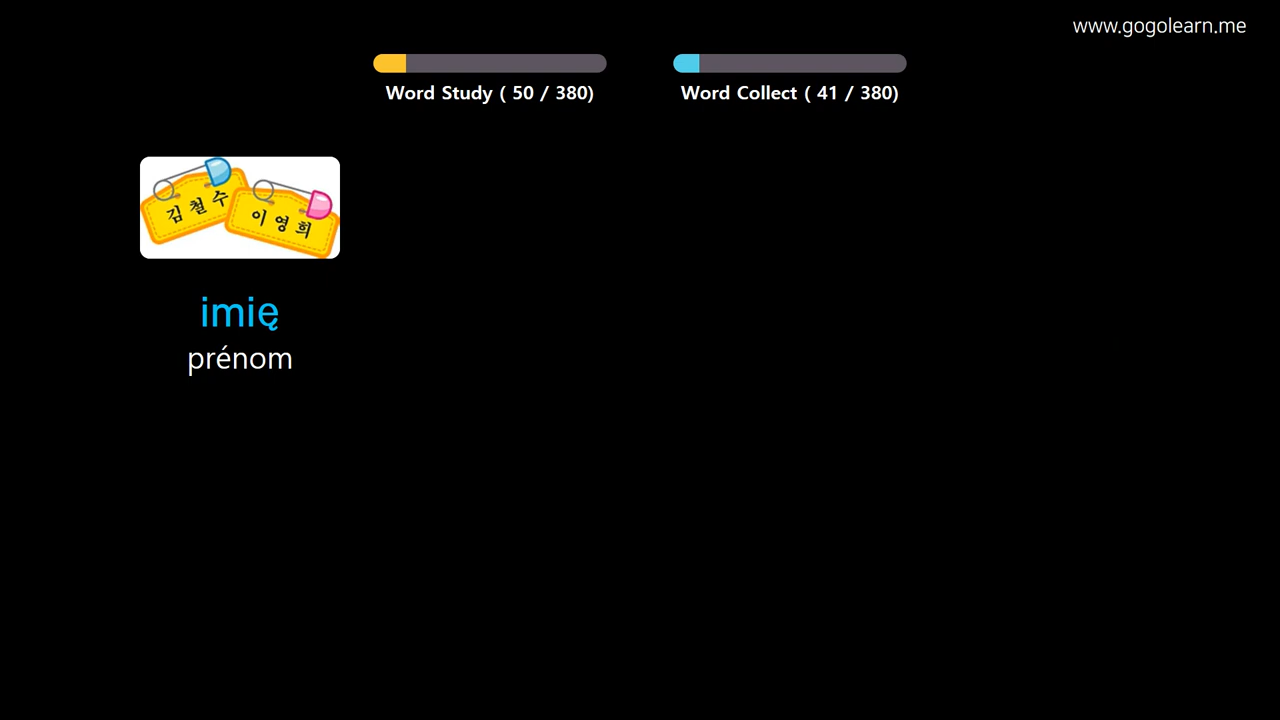 www.gogolearn.me
Word Study ( 50 / 380)
Word Collect ( 41 / 380)
김철수
이영희
imię
prénom